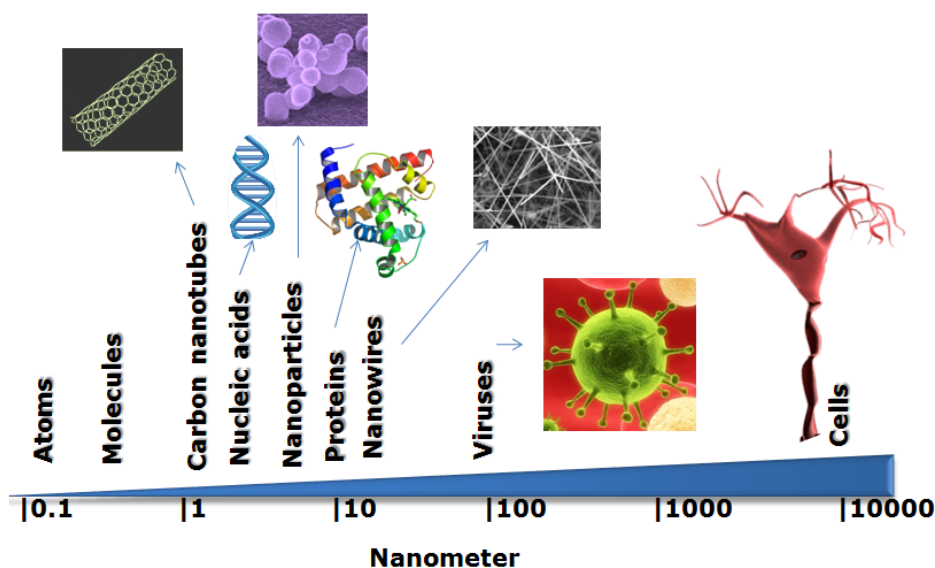 Atoms
Molecules
Carbon nanotubes
Nucleic acids
Nanoparticles
Proteins
Nanowires
Viruses
Cells
|0.1 |1 |10 |100 |1000 |10000
Nanometer